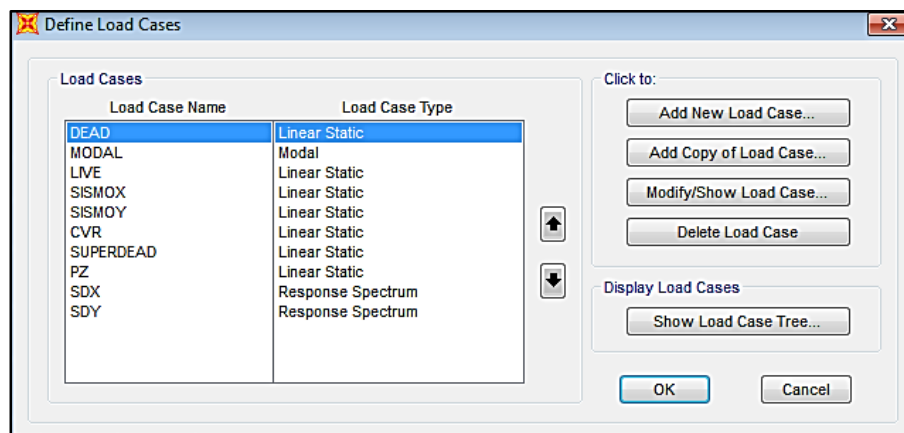 Define Load Cases
Load Cases
Load Case Name Load Case Type
DEAD Linear Static
MODAL Modal
LIVE Linear Static
SISMOX Linear Static
SISMOY Linear Static
CVR Linear Static
SUPERDEAD Linear Static
PZ Linear Static
SDX Response Spectrum
SDY Response Spectrum
Click to:
Add New Load Case...
Add Copy of Load Case...
Modify/Show Load Case...
Delete Load Case
Display Load Cases
Show Load Case Tree...
OK Cancel